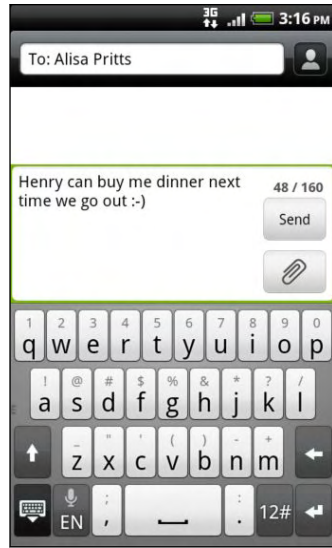 3G 3:16 PM
To: Alisa Pritts
Henry can buy me dinner next
time we go out :-)
48 / 160
Send
1 2 3 4 5 6 7 8 9 0
q w e r t y u i o p
! @ # $ % & * ? /
a s d f g h j k l
_ " ' ( ) - +
z x c v b n m
; :
EN , . 12#